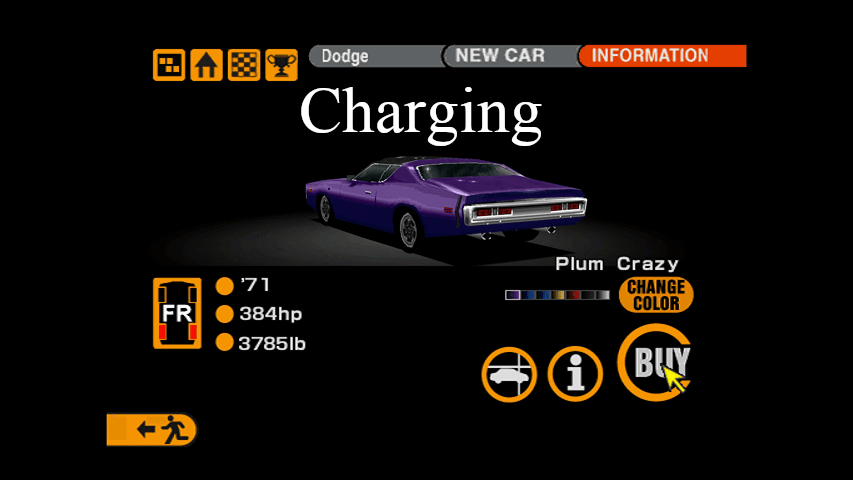 Dodge NEW CAR INFORMATION
Charging
Plum Crazy
CHANGE
COLOR
FR
'71
384hp
3785lb
i
BUY